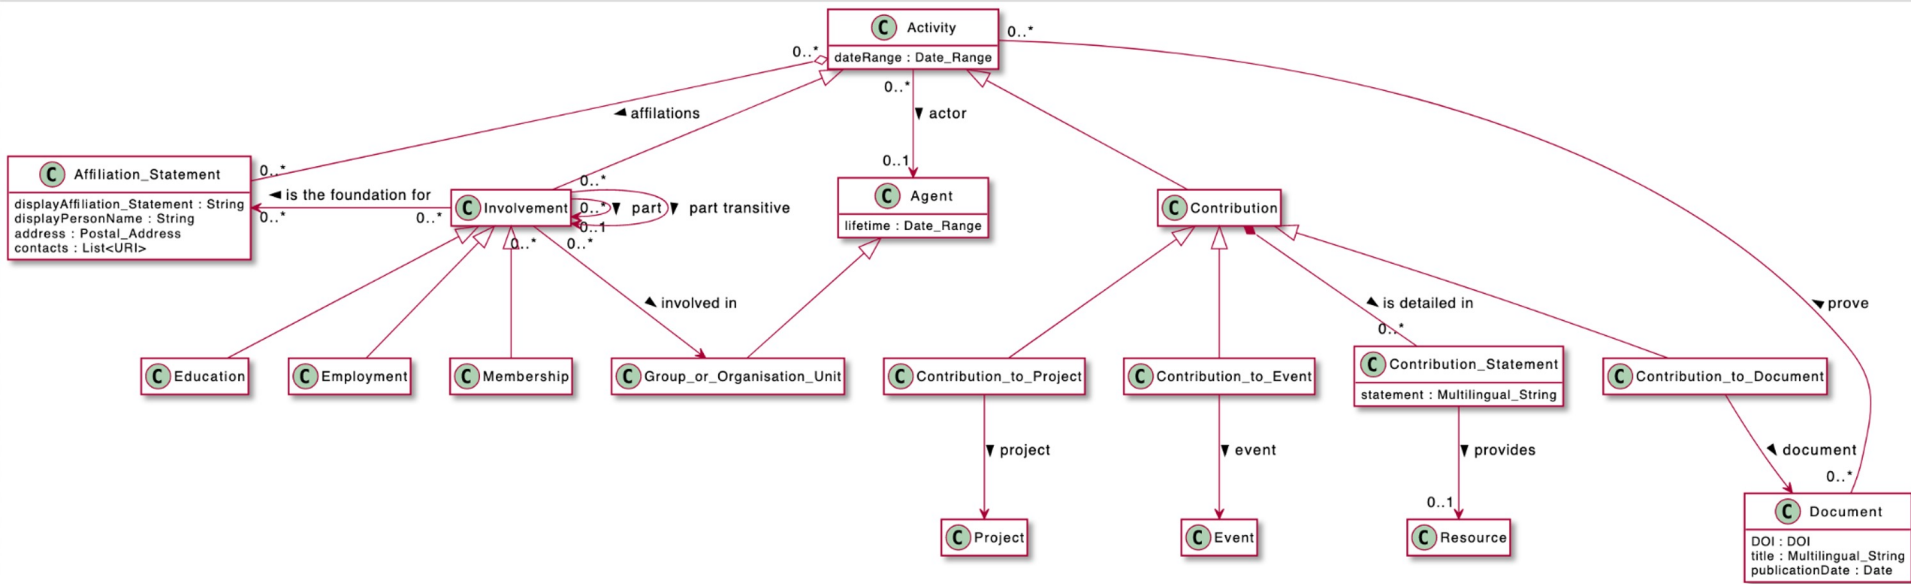 C Activity
dateRange : Date_Range
0..*
0..*
0..*
affilations
actor
0..1
0..*
C Affiliation_Statement
displayAffiliation_Statement : String
displayPersonName : String
address : Postal_Address
contacts : List<URI>
is the foundation for
0..*
0..*
C Involvement
0..*
0..*
part
part transitive
0..1
0..*
0..*
C Agent
lifetime : Date_Range
C Contribution
involved in
is detailed in
0..*
prove
C Education
C Employment
C Membership
C Group_or_Organisation_Unit
C Contribution_to_Project
C Contribution_to_Event
C Contribution_Statement
statement : Multilingual_String
C Contribution_to_Document
project
event
provides
document
0..1
0..*
C Project
C Event
C Resource
C Document
DOI : DOI
title : Multilingual_String
publicationDate : Date